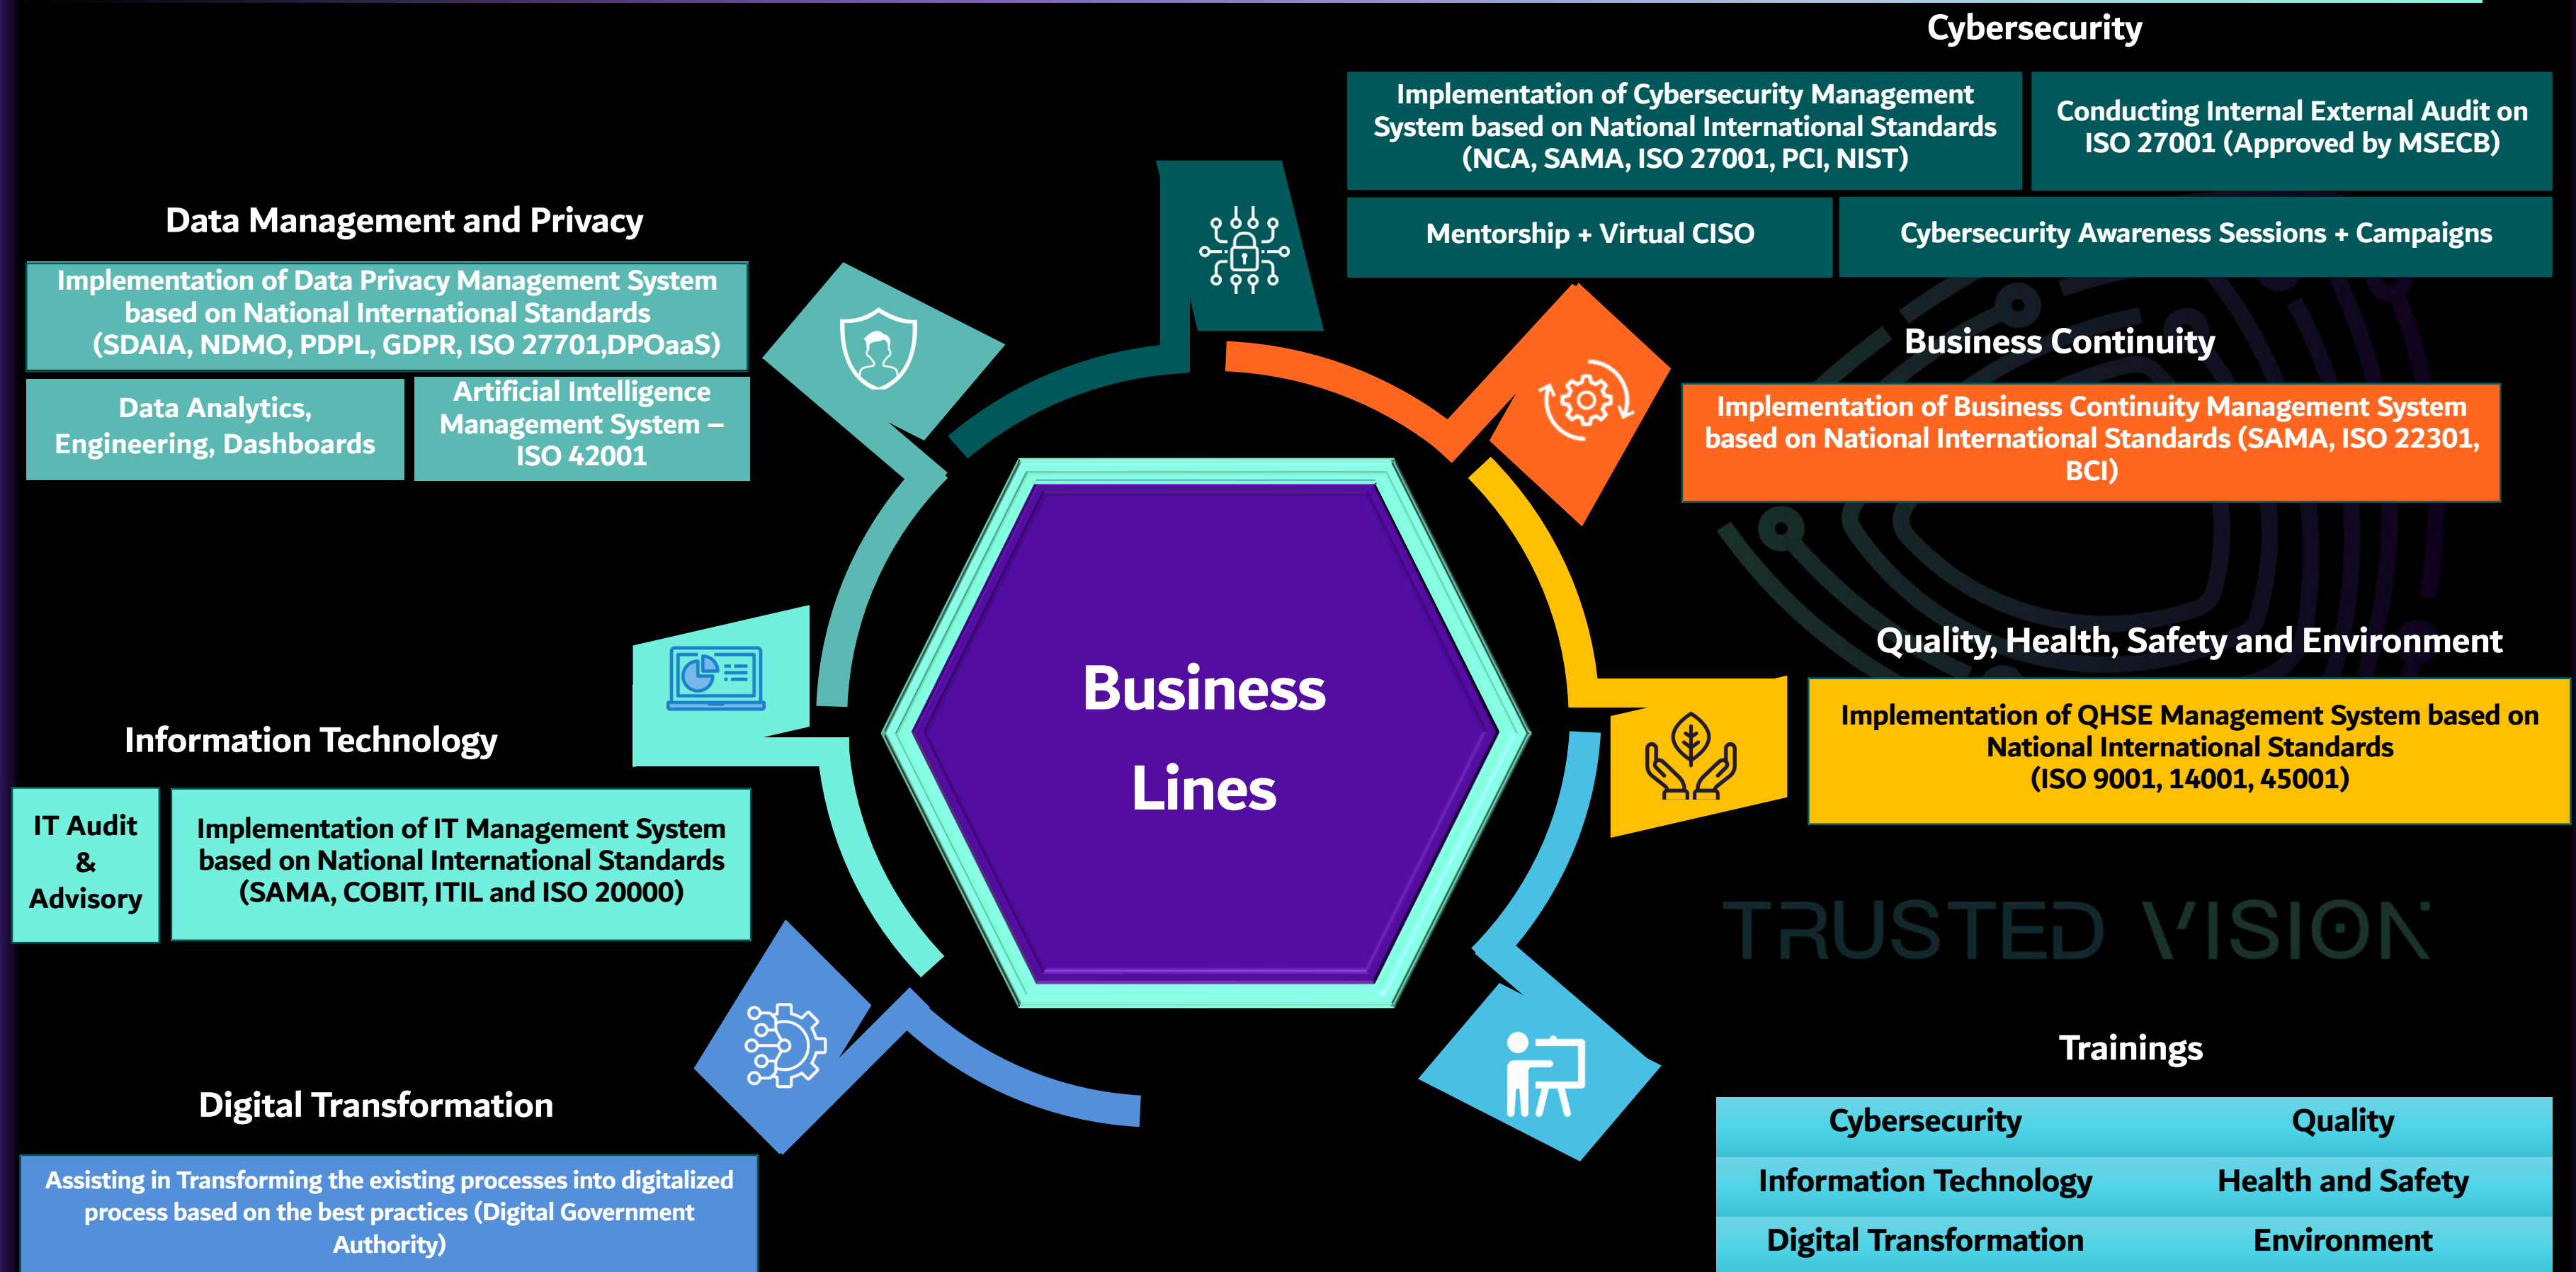 Cybersecurity
Implementation of Cybersecurity Management
System based on National International Standards
(NCA, SAMA, ISO 27001, PCI, NIST)
Conducting Internal External Audit on
ISO 27001 (Approved by MSECB)
Mentorship + Virtual CISO
Cybersecurity Awareness Sessions + Campaigns
Data Management and Privacy
Implementation of Data Privacy Management System
based on National International Standards
(SDAIA, NDMO, PDPL, GDPR, ISO 27701,DPOaaS)
Data Analytics,
Engineering, Dashboards
Artificial Intelligence
Management System –
ISO 42001
Business Continuity
Implementation of Business Continuity Management System
based on National International Standards (SAMA, ISO 22301,
BCI)
Business
Lines
Quality, Health, Safety and Environment
Implementation of QHSE Management System based on
National International Standards
(ISO 9001, 14001, 45001)
Information Technology
IT Audit
&
Advisory
Implementation of IT Management System
based on National International Standards
(SAMA, COBIT, ITIL and ISO 20000)
TRUSTED VISION
Digital Transformation
Assisting in Transforming the existing processes into digitalized
process based on the best practices (Digital Government
Authority)
Trainings
Cybersecurity Quality
Information Technology Health and Safety
Digital Transformation Environment